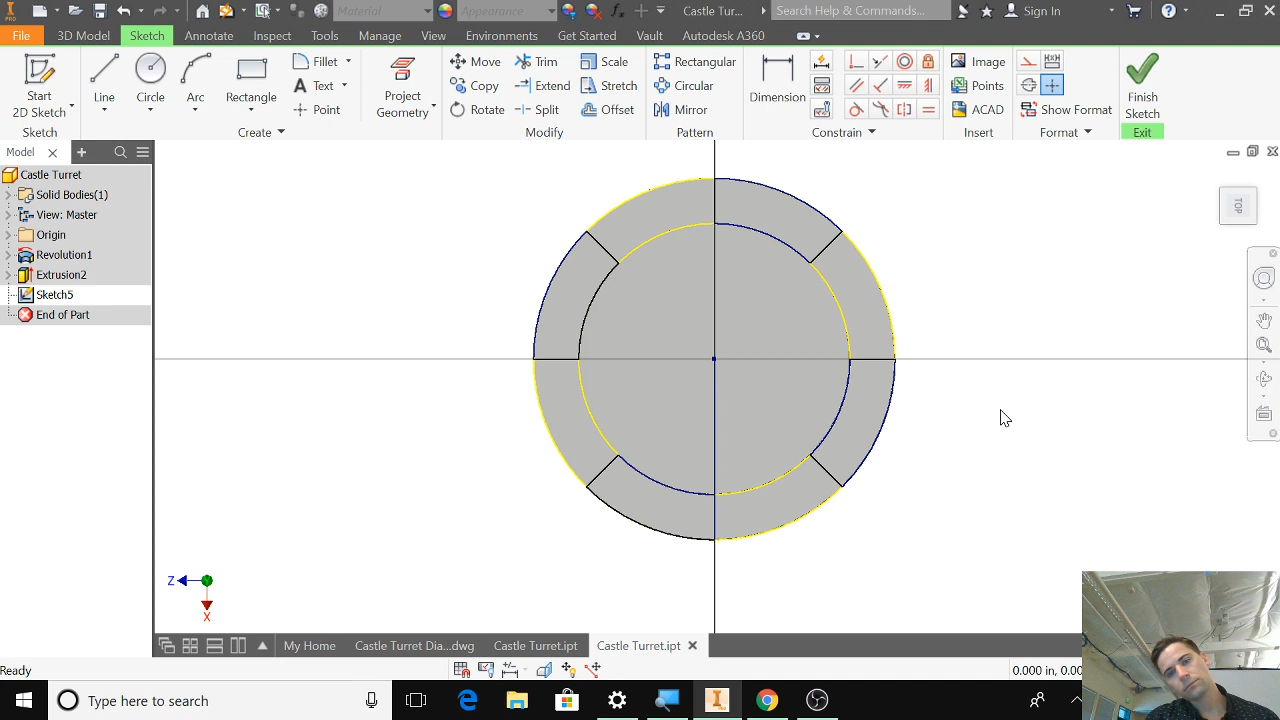 PRO Material Appearance Castle Tur... Search Help & Commands... Sign In
File 3D Model Sketch Annotate Inspect Tools Manage View Environments Get Started Vault Autodesk A360
Start 2D Sketch Line Circle Arc Rectangle Fillet Text Point Project Geometry
Move Copy Rotate Trim Extend Split Scale Stretch Offset
Rectangular Circular Mirror Dimension
Image Points ACAD Show Format Finish Sketch
Sketch Create Modify Pattern Constrain Insert Format Exit
Model
Castle Turret
Solid Bodies(1)
View: Master
Origin
Revolution1
Extrusion2
Sketch5
End of Part
TOP
Z
X
My Home Castle Turret Dia...dwg Castle Turret.ipt Castle Turret.ipt
Ready 0.000 in, 0.00
Type here to search